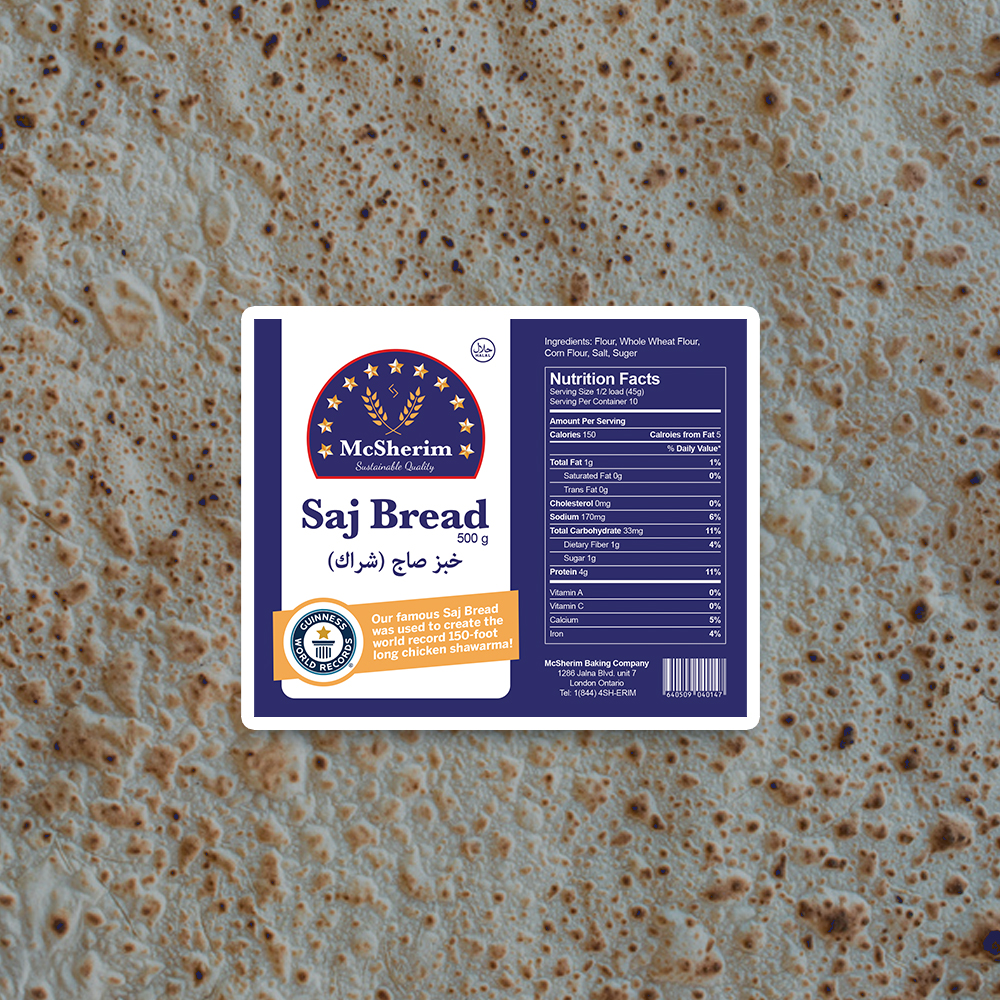 حلال
HALAL
McSherim
Sustainable Quality
Saj Bread
500 g
خبز صاج (شراك)
GUINNESS
WORLD RECORDS
®
Our famous Saj Bread
was used to create the
world record 150-foot
long chicken shawarma!
Ingredients: Flour, Whole Wheat Flour,
Corn Flour, Salt, Suger
Nutrition Facts
Serving Size 1/2 load (45g)
Serving Per Container 10
Amount Per Serving
Calories 150 Calroies from Fat 5
% Daily Value*
Total Fat 1g 1%
Saturated Fat 0g 0%
Trans Fat 0g
Cholesterol 0mg 0%
Sodium 170mg 6%
Total Carbohydrate 33mg 11%
Dietary Fiber 1g 4%
Sugar 1g
Protein 4g 11%
Vitamin A 0%
Vitamin C 0%
Calcium 5%
Iron 4%
McSherim Baking Company
1286 Jalna Blvd. unit 7
London Ontario
Tel: 1(844) 4SH-ERIM
640509 040147